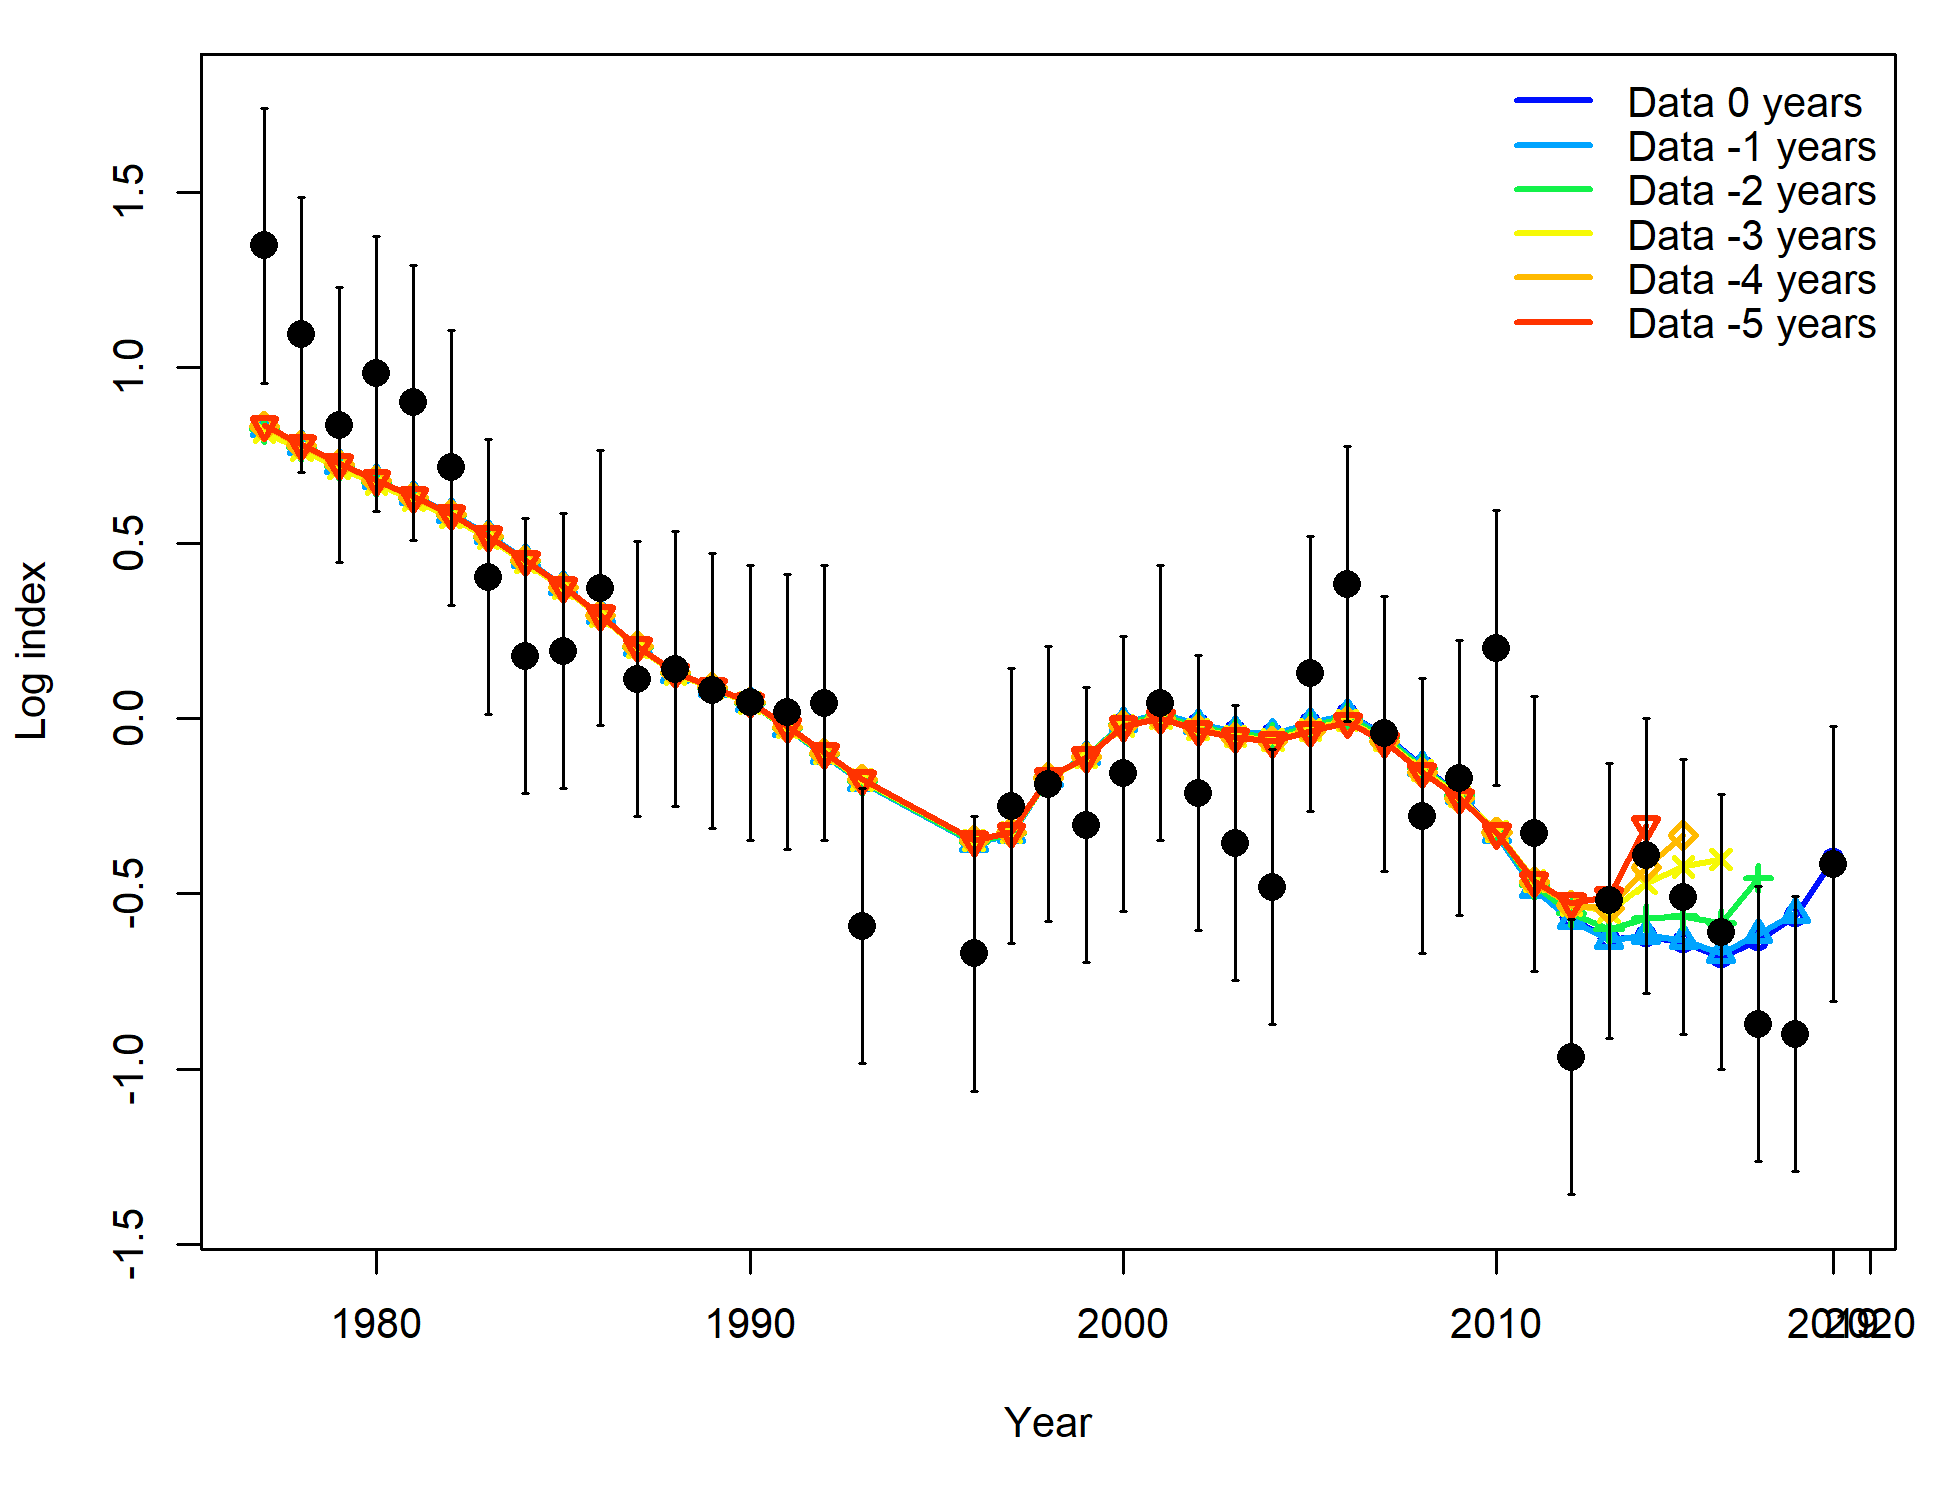 Data 0 years
Data -1 years
Data -2 years
Data -3 years
Data -4 years
Data -5 years
Log index
1.5
1.0
0.5
0.0
-0.5
-1.0
-1.5
1980 1990 2000 2010 2019 2020
Year